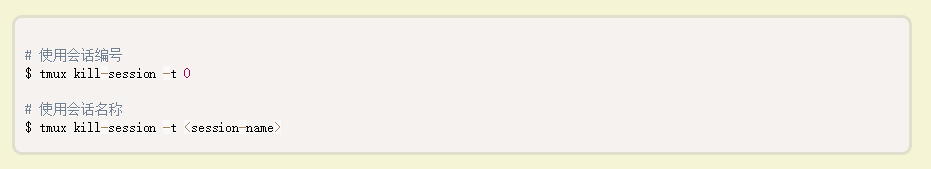 # 使用会话编号
$ tmux kill-session -t 0
# 使用会话名称
$ tmux kill-session -t <session-name>